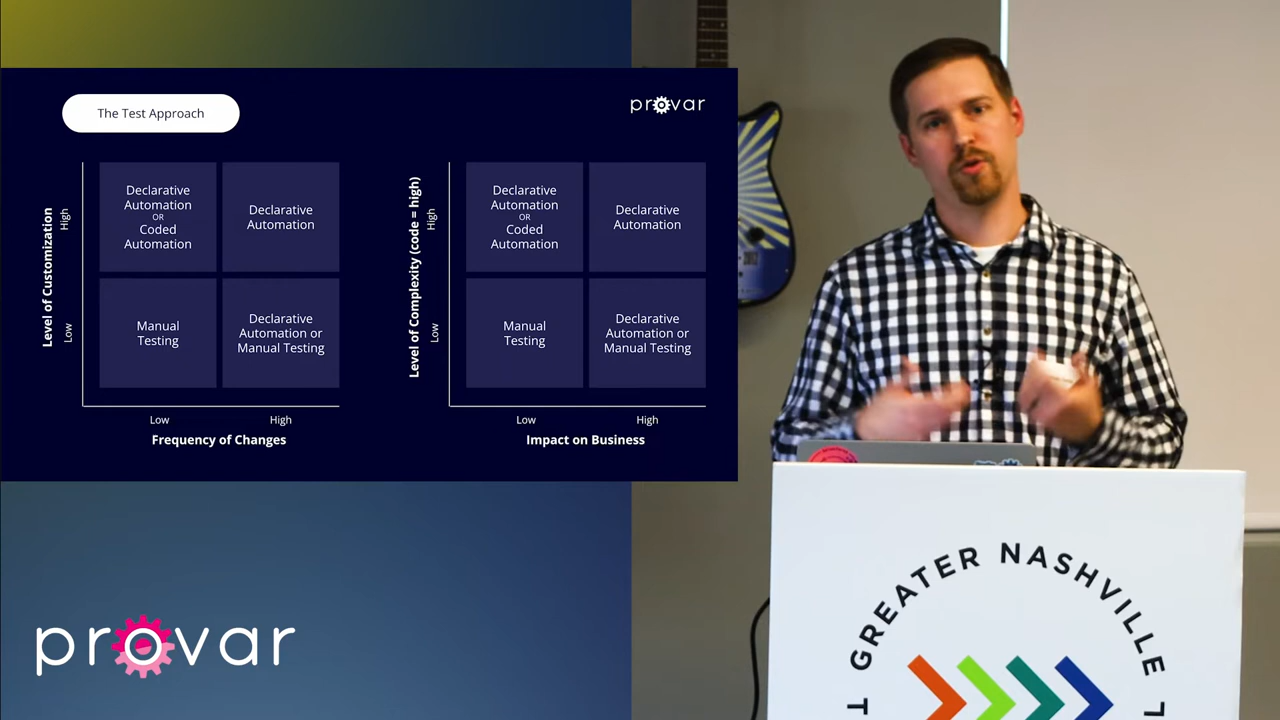 The Test Approach
provar
Level of Customization
High
Low
Declarative
Automation
OR
Coded
Automation
Declarative
Automation
Manual
Testing
Declarative
Automation or
Manual Testing
Low
High
Frequency of Changes
Level of Complexity (code = high)
High
Low
Declarative
Automation
OR
Coded
Automation
Declarative
Automation
Manual
Testing
Declarative
Automation or
Manual Testing
Low
High
Impact on Business
provar
GREATER NASHVILLE